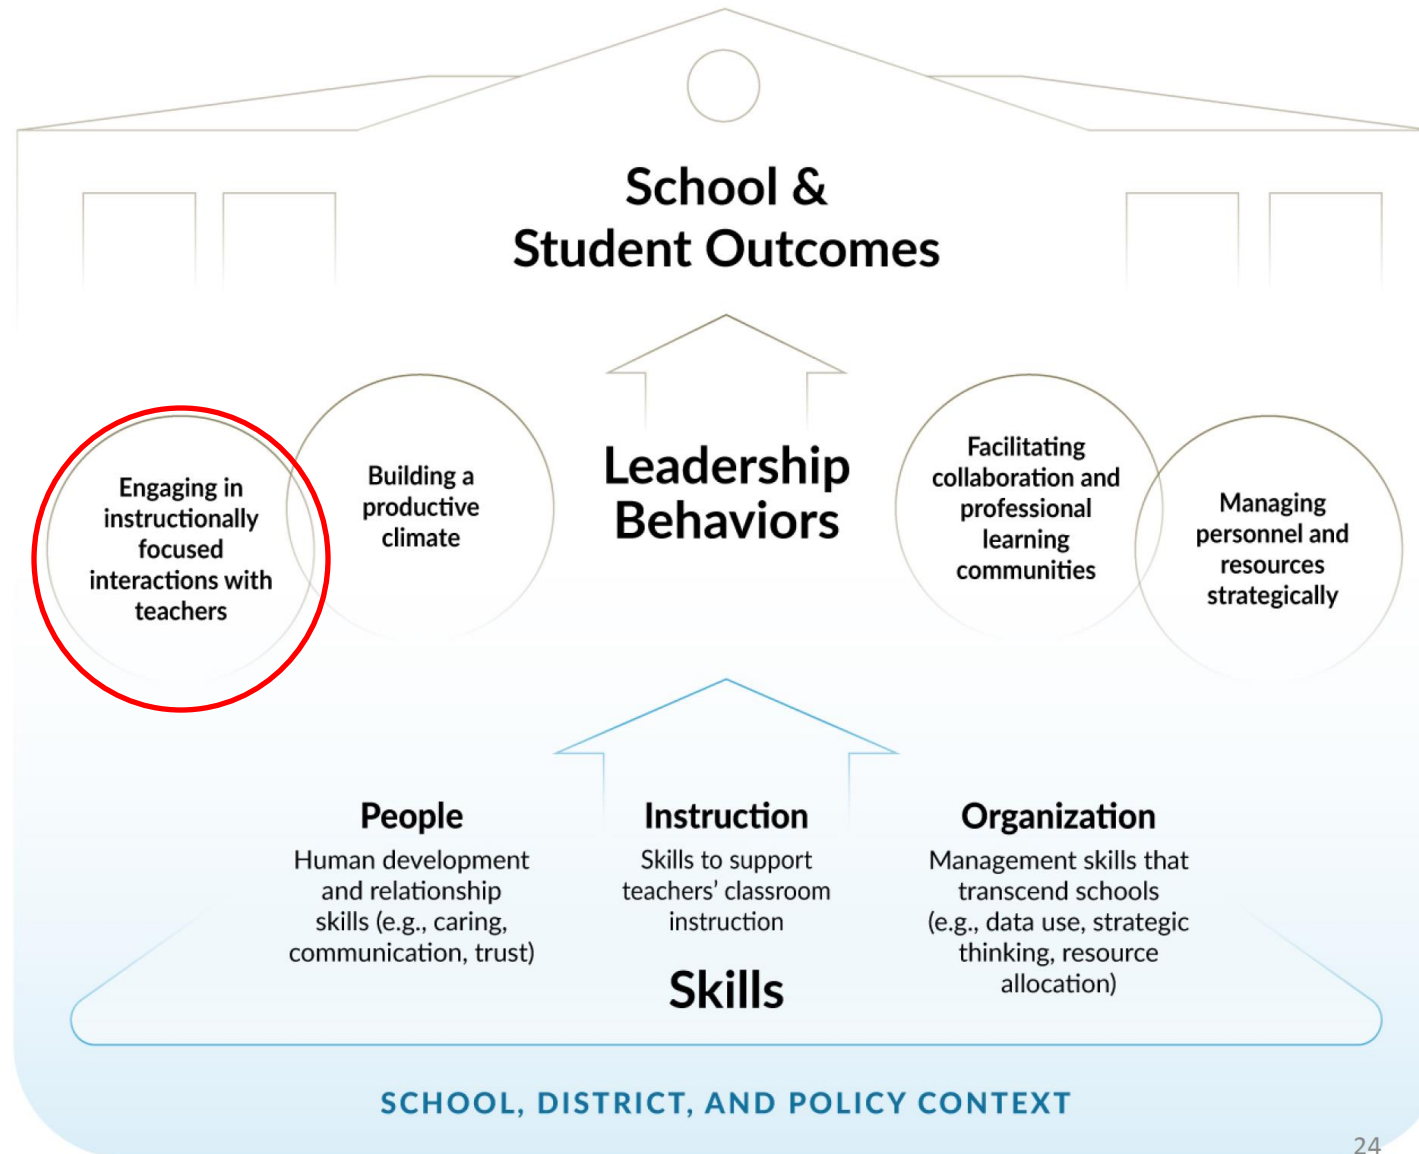 School &
Student Outcomes
Engaging in
instructionally
focused
interactions with
teachers
Building a
productive
climate
Leadership
Behaviors
Facilitating
collaboration and
professional
learning
communities
Managing
personnel and
resources
strategically
People
Human development
and relationship
skills (e.g., caring,
communication, trust)
Instruction
Skills to support
teachers’ classroom
instruction
Organization
Management skills that
transcend schools
(e.g., data use, strategic
thinking, resource
allocation)
Skills
SCHOOL, DISTRICT, AND POLICY CONTEXT
24